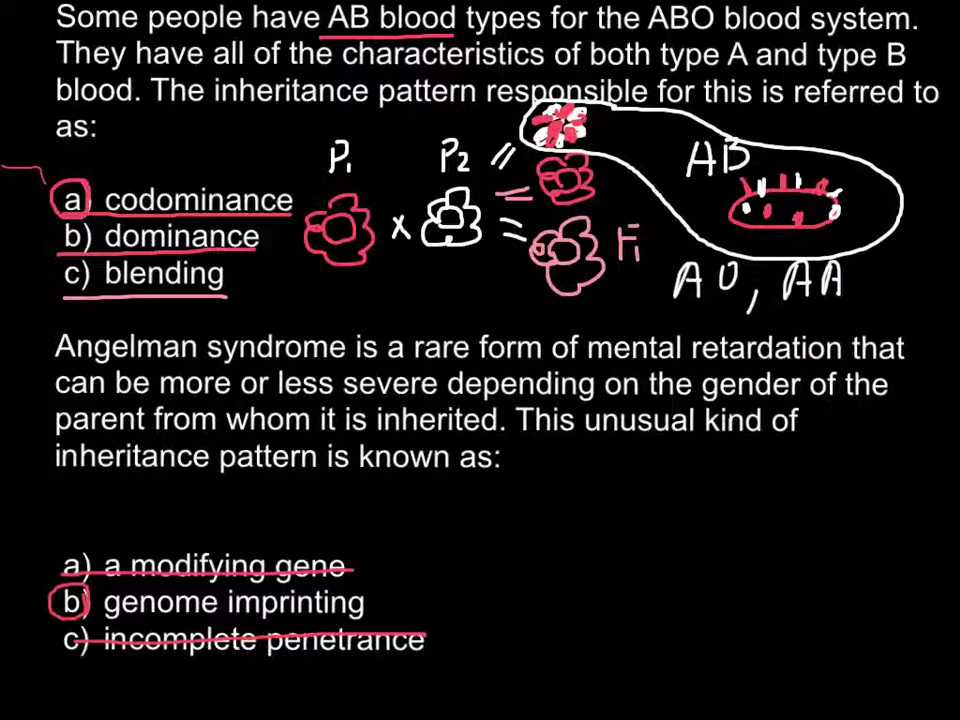 Some people have AB blood types for the ABO blood system.
They have all of the characteristics of both type A and type B
blood. The inheritance pattern responsible for this is referred to
as:
P1 P2 AB
a) codominance
b) dominance
x = = = F1
c) blending
AO, AA
Angelman syndrome is a rare form of mental retardation that
can be more or less severe depending on the gender of the
parent from whom it is inherited. This unusual kind of
inheritance pattern is known as:
a) a modifying gene
b) genome imprinting
c) incomplete penetrance